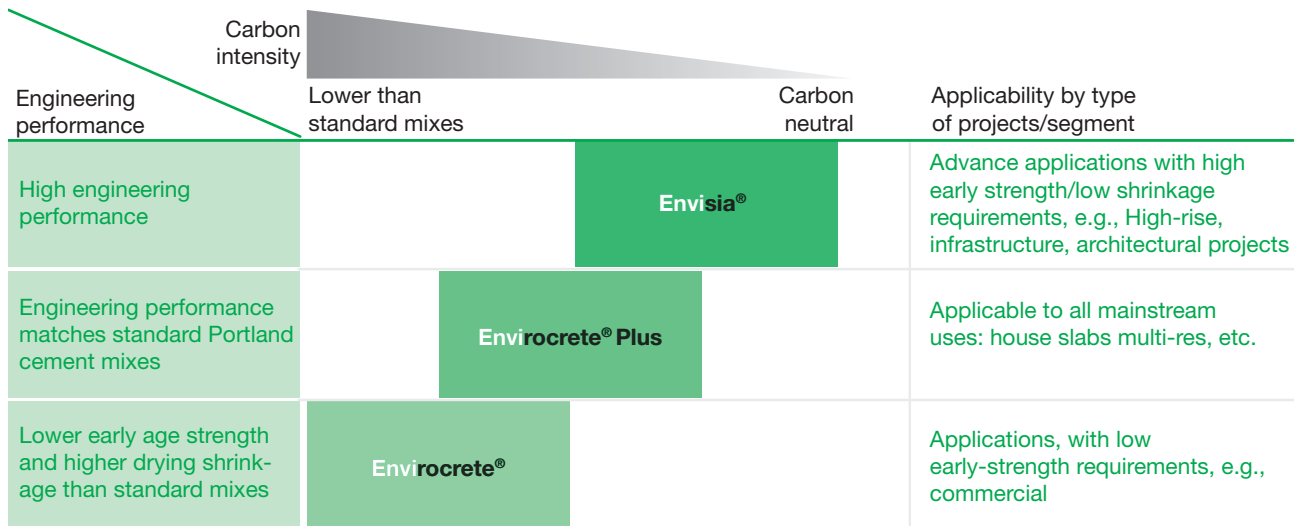 Carbon
intensity
Engineering
performance
Lower than
standard mixes
Carbon
neutral
Applicability by type
of projects/segment
High engineering
performance
Envisia®
Advance applications with high
early strength/low shrinkage
requirements, e.g., High-rise,
infrastructure, architectural projects
Engineering performance
matches standard Portland
cement mixes
Envirocrete® Plus
Applicable to all mainstream
uses: house slabs multi-res, etc.
Lower early age strength
and higher drying shrink-
age than standard mixes
Envirocrete®
Applications, with low
early-strength requirements, e.g.,
commercial